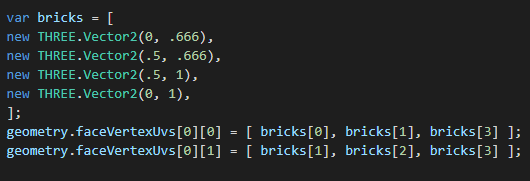 var bricks = [
new THREE.Vector2(0, .666),
new THREE.Vector2(.5, .666),
new THREE.Vector2(.5, 1),
new THREE.Vector2(0, 1),
];
geometry.faceVertexUvs[0][0] = [ bricks[0], bricks[1], bricks[3] ];
geometry.faceVertexUvs[0][1] = [ bricks[1], bricks[2], bricks[3] ];